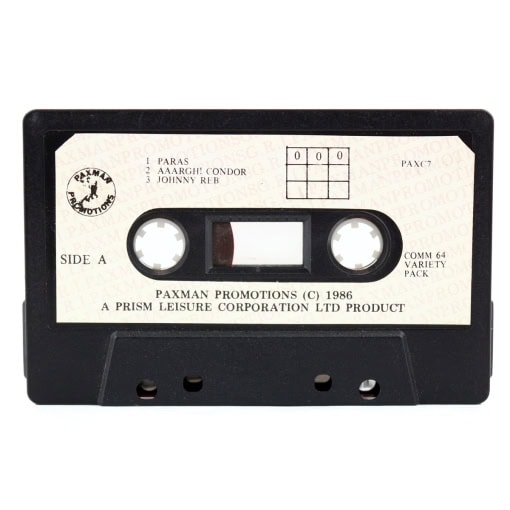 1 PARAS
2 AAARGH! CONDOR
3 JOHNNY REB
0 0 0
PAXC7
PAXMAN
PROMOTIONS
SIDE A
COMM 64
VARIETY
PACK
PAXMAN PROMOTIONS (C) 1986
A PRISM LEISURE CORPORATION LTD PRODUCT